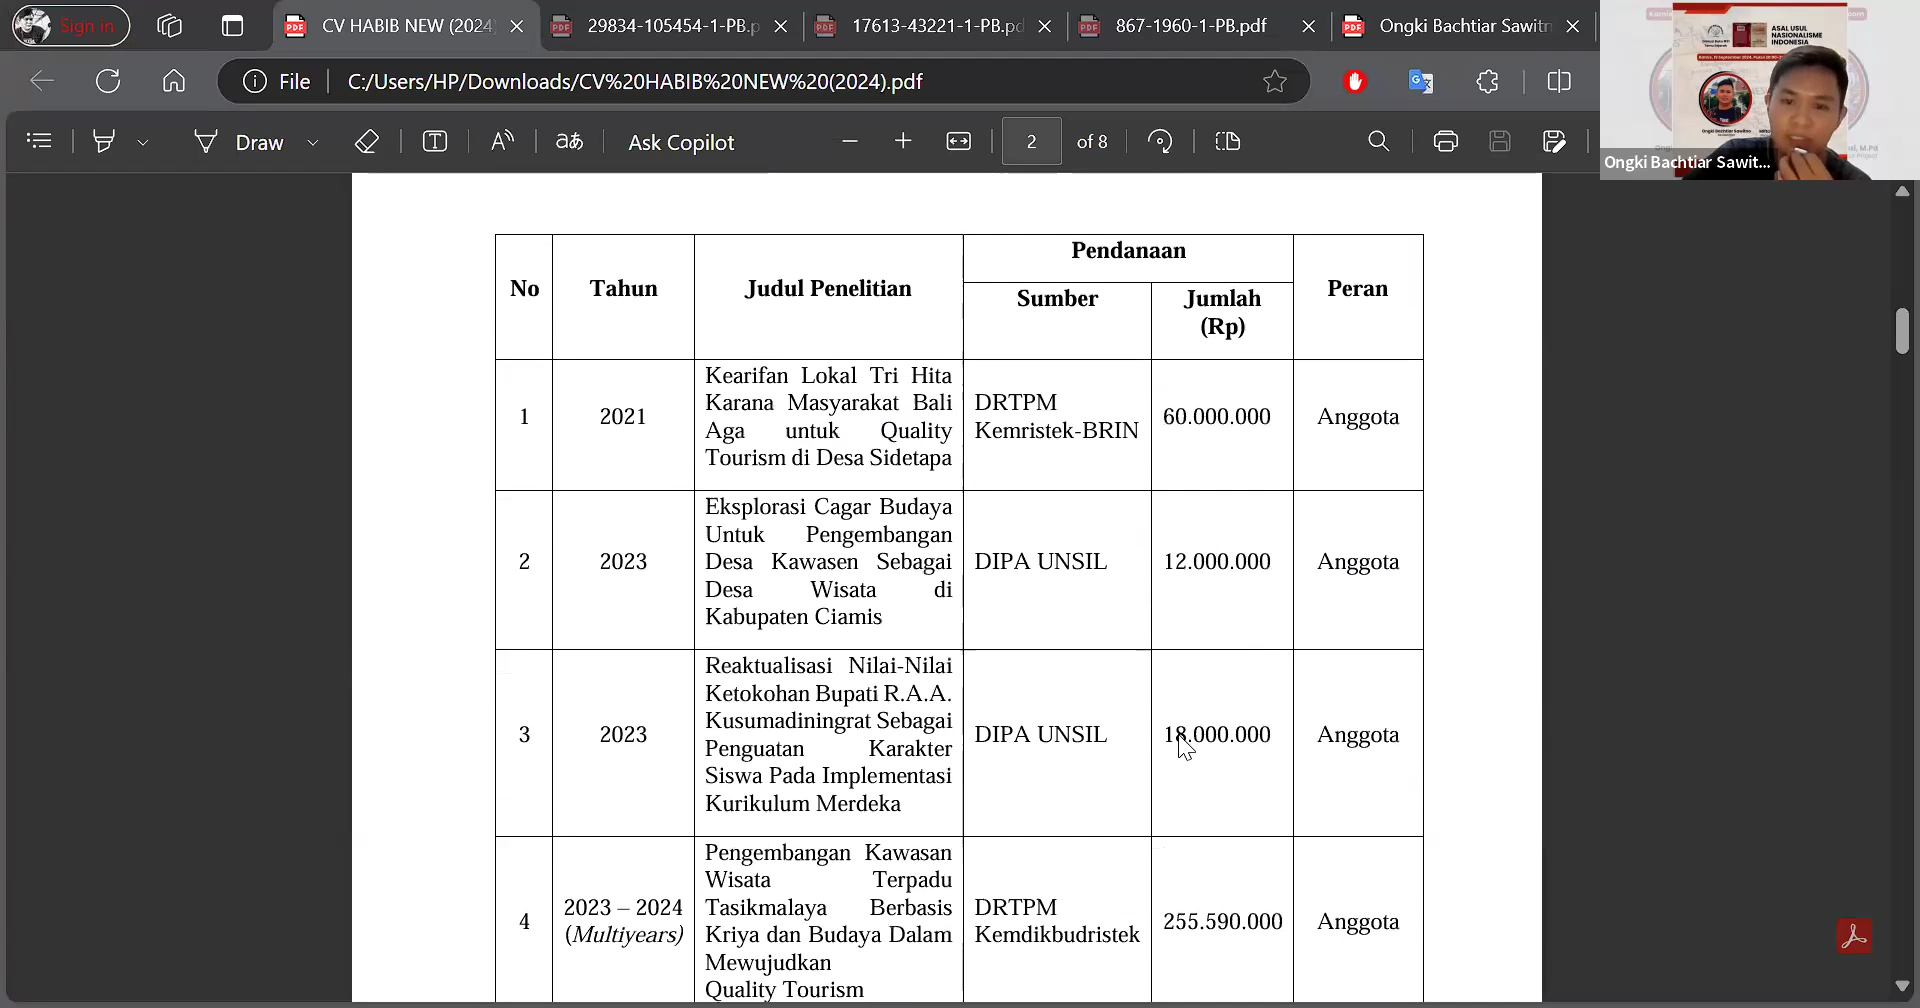 Sign in
CV HABIB NEW (2024
29834-105454-1-PB.p
17613-43221-1-PB.pd
867-1960-1-PB.pdf
Ongki Bachtiar Sawitn
File
C:/Users/HP/Downloads/CV%20HABIB%20NEW%20(2024).pdf
Draw
Ask Copilot
2
of 8
ASAL USUL
NASIONALISME
INDONESIA
Ongki Bachtiar Sawit...
Pendanaan
No
Tahun
Judul Penelitian
Sumber
Jumlah
(Rp)
Peran
1
2021
Kearifan Lokal Tri Hita
Karana Masyarakat Bali
Aga untuk Quality
Tourism di Desa Sidetapa
DRTPM
Kemristek-BRIN
60.000.000
Anggota
2
2023
Eksplorasi Cagar Budaya
Untuk Pengembangan
Desa Kawasen Sebagai
Desa Wisata di
Kabupaten Ciamis
DIPA UNSIL
12.000.000
Anggota
3
2023
Reaktualisasi Nilai-Nilai
Ketokohan Bupati R.A.A.
Kusumadiningrat Sebagai
Penguatan Karakter
Siswa Pada Implementasi
Kurikulum Merdeka
DIPA UNSIL
18.000.000
Anggota
4
2023 – 2024
(Multiyears)
Pengembangan Kawasan
Wisata Terpadu
Tasikmalaya Berbasis
Kriya dan Budaya Dalam
Mewujudkan
Quality Tourism
DRTPM
Kemdikbudristek
255.590.000
Anggota